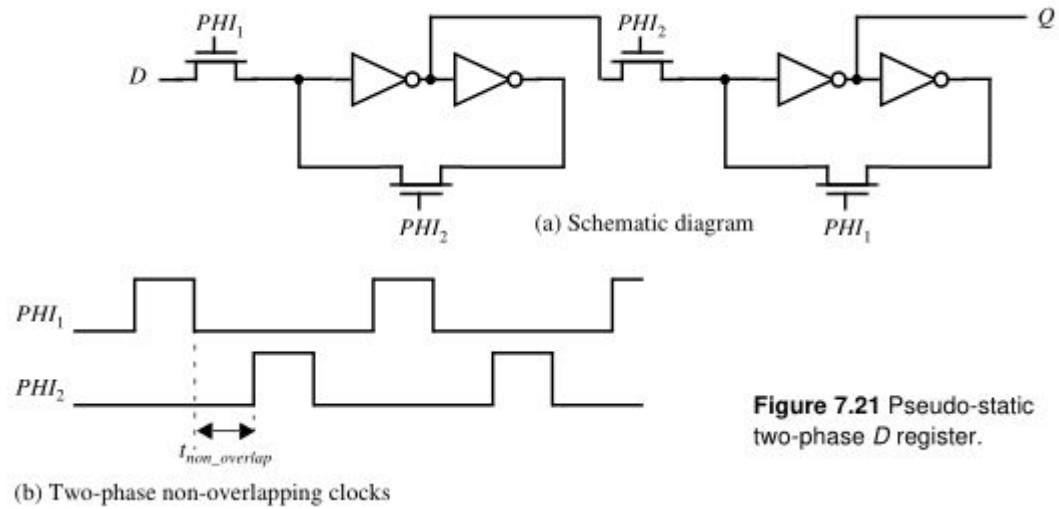 PHI₁
PHI₂
Q
D
PHI₂
PHI₁
(a) Schematic diagram
PHI₁
PHI₂
t_non_overlap
Figure 7.21 Pseudo-static
two-phase D register.
(b) Two-phase non-overlapping clocks